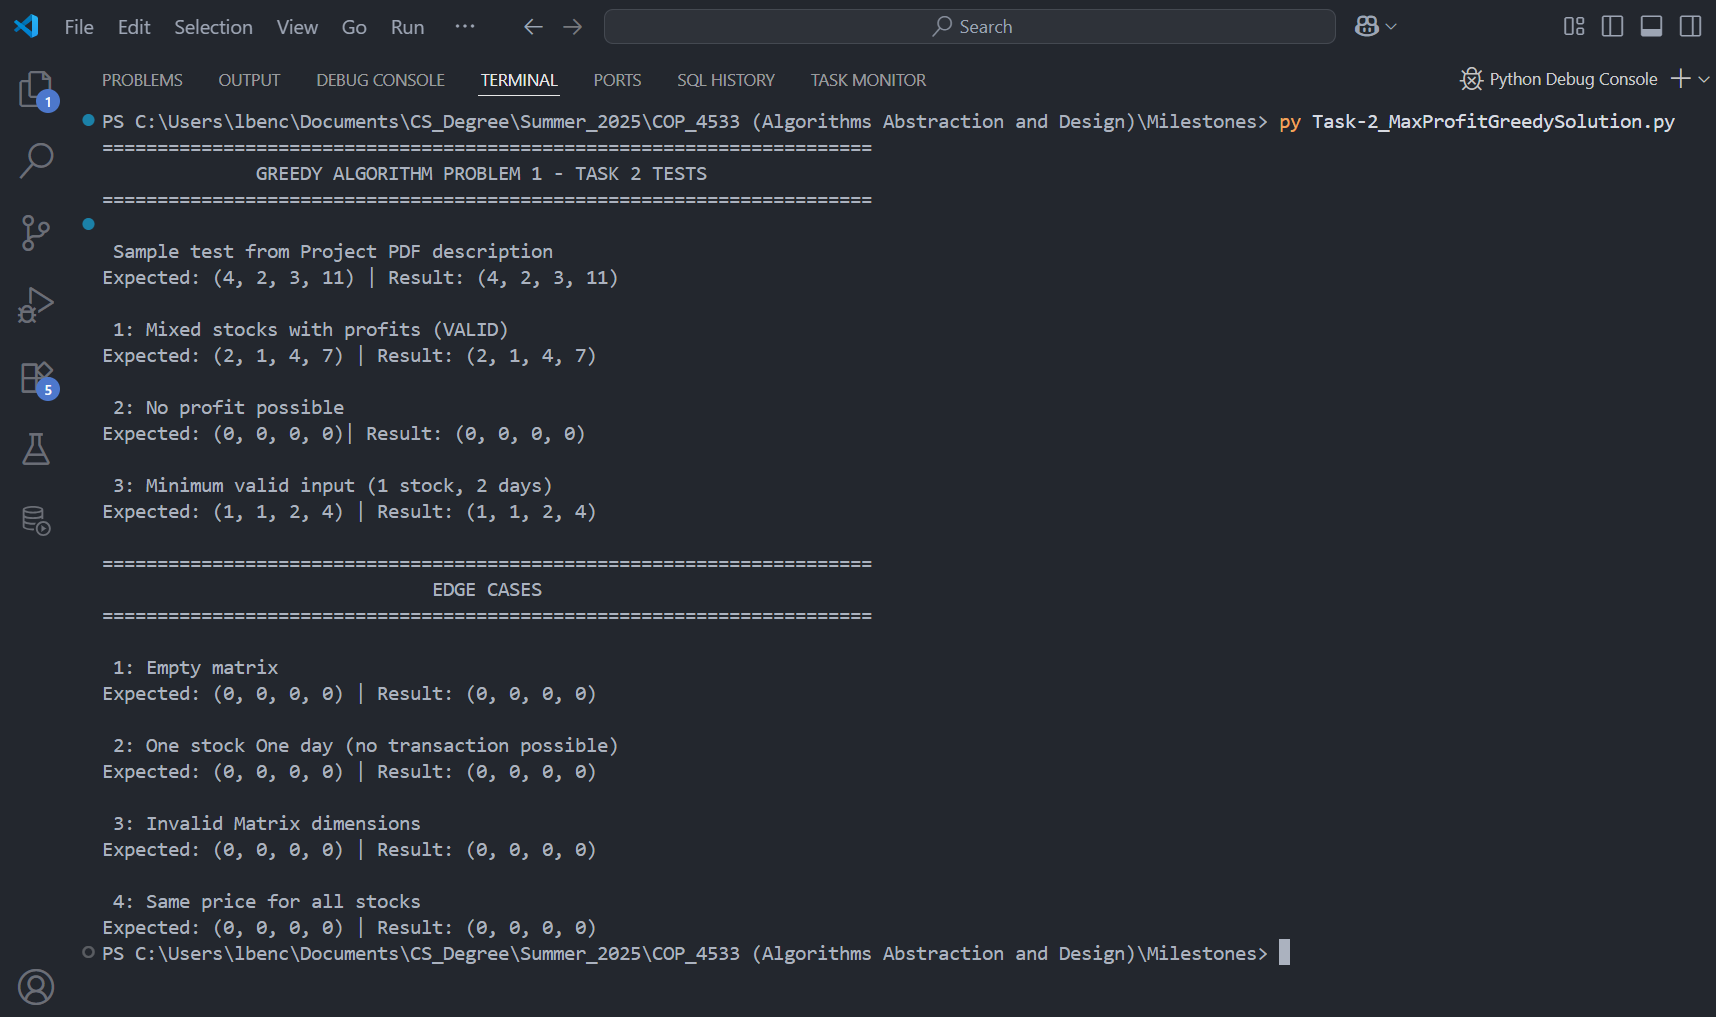 File Edit Selection View Go Run ··· Search
PROBLEMS OUTPUT DEBUG CONSOLE TERMINAL PORTS SQL HISTORY TASK MONITOR Python Debug Console
1
5
PS C:\Users\lbenc\Documents\CS_Degree\Summer_2025\COP_4533 (Algorithms Abstraction and Design)\Milestones> py Task-2_MaxProfitGreedySolution.py
======================================================================
GREEDY ALGORITHM PROBLEM 1 - TASK 2 TESTS
======================================================================
Sample test from Project PDF description
Expected: (4, 2, 3, 11) | Result: (4, 2, 3, 11)
1: Mixed stocks with profits (VALID)
Expected: (2, 1, 4, 7) | Result: (2, 1, 4, 7)
2: No profit possible
Expected: (0, 0, 0, 0)| Result: (0, 0, 0, 0)
3: Minimum valid input (1 stock, 2 days)
Expected: (1, 1, 2, 4) | Result: (1, 1, 2, 4)
======================================================================
EDGE CASES
======================================================================
1: Empty matrix
Expected: (0, 0, 0, 0) | Result: (0, 0, 0, 0)
2: One stock One day (no transaction possible)
Expected: (0, 0, 0, 0) | Result: (0, 0, 0, 0)
3: Invalid Matrix dimensions
Expected: (0, 0, 0, 0) | Result: (0, 0, 0, 0)
4: Same price for all stocks
Expected: (0, 0, 0, 0) | Result: (0, 0, 0, 0)
PS C:\Users\lbenc\Documents\CS_Degree\Summer_2025\COP_4533 (Algorithms Abstraction and Design)\Milestones>